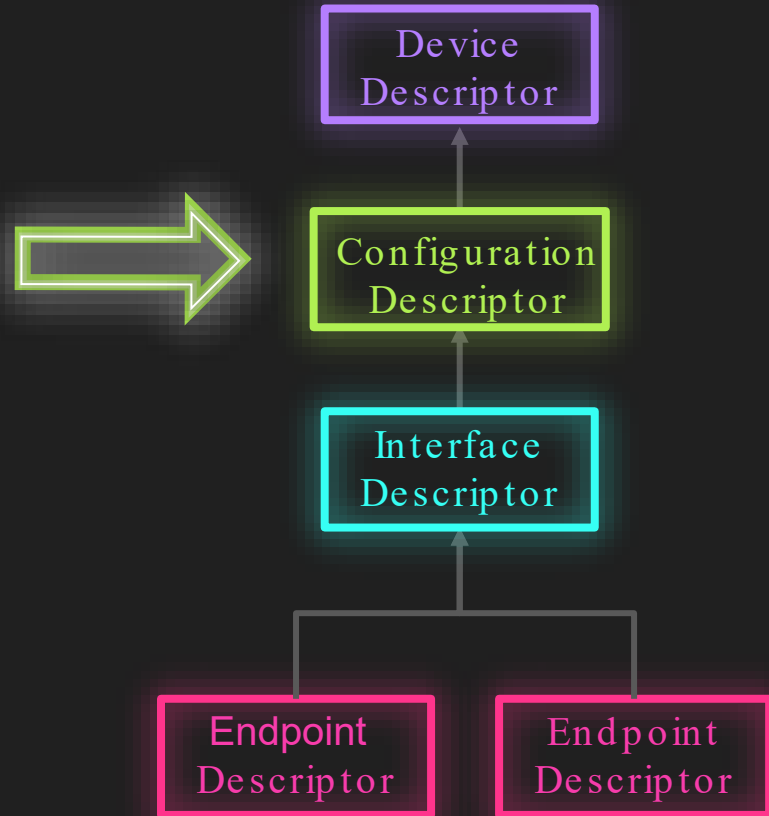 Device
Descriptor
Configuration
Descriptor
Interface
Descriptor
Endpoint
Descriptor
Endpoint
Descriptor